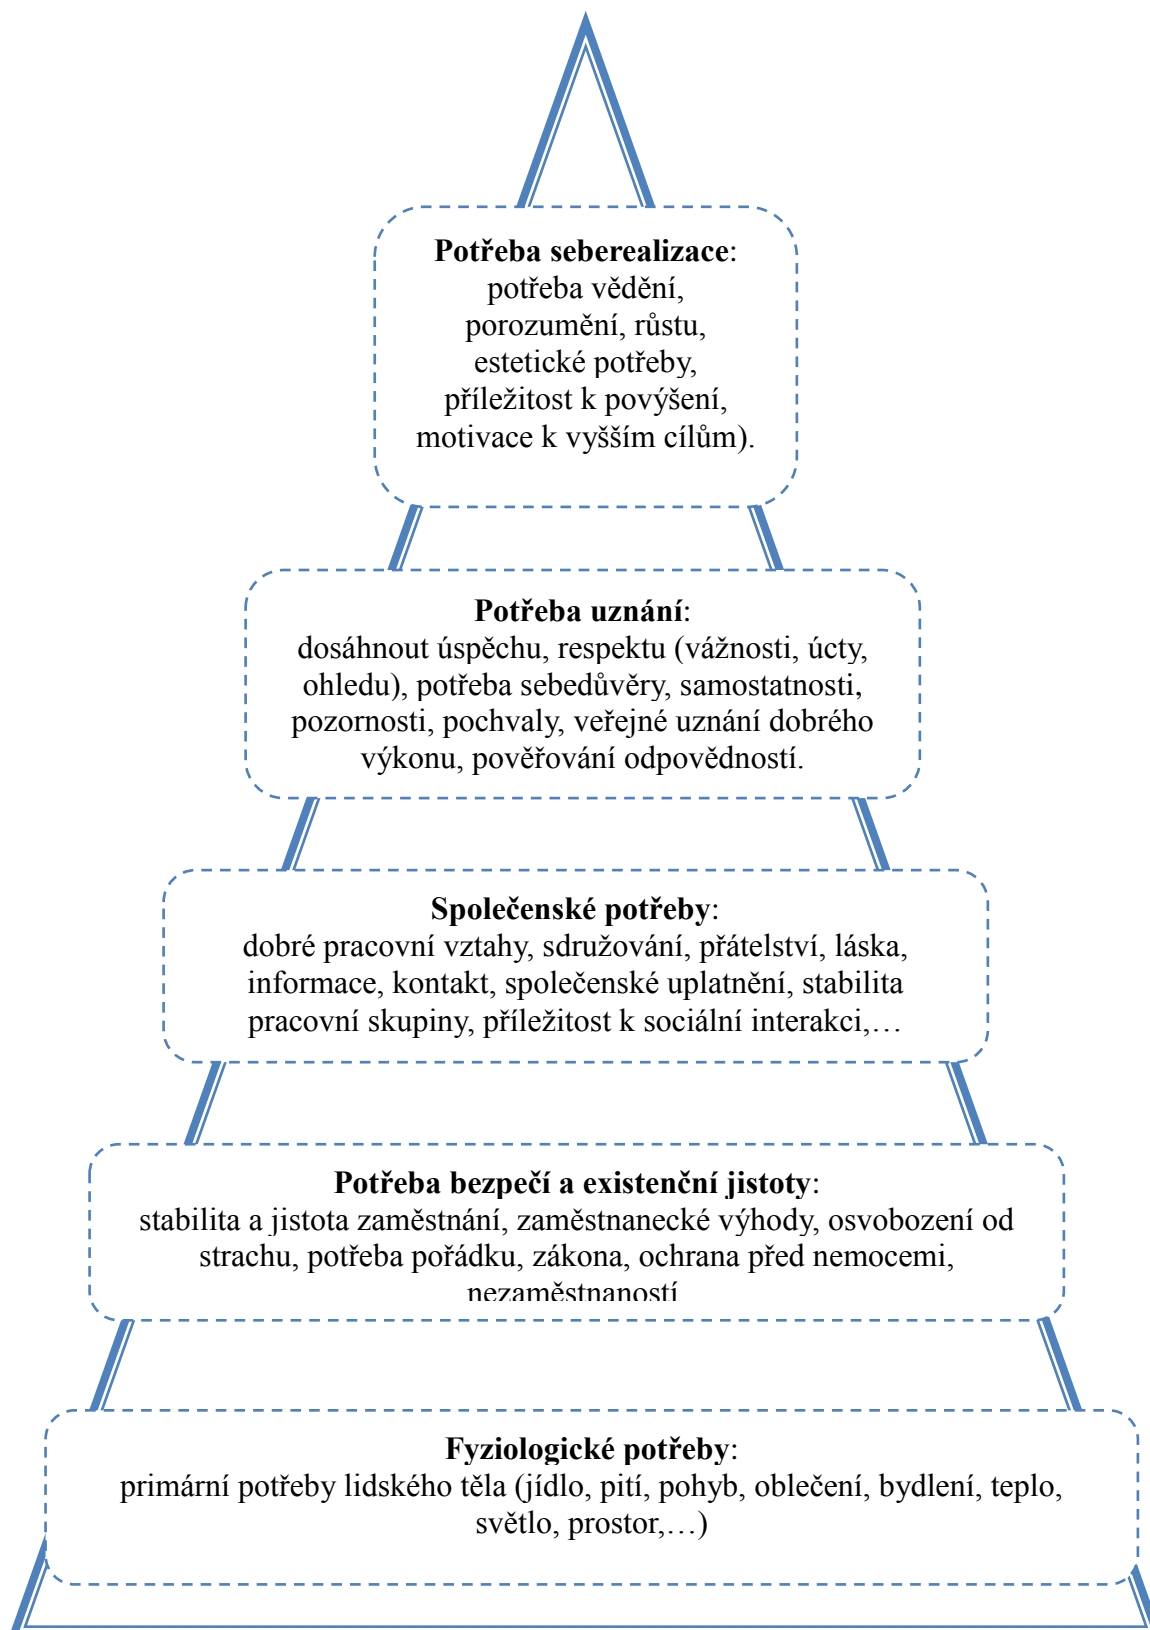 Potřeba seberealizace:
potřeba vědění,
porozumění, růstu,
estetické potřeby,
příležitost k povýšení,
motivace k vyšším cílům).
Potřeba uznání:
dosáhnout úspěchu, respektu (vážnosti, úcty,
ohledu), potřeba sebedůvěry, samostatnosti,
pozornosti, pochvaly, veřejné uznání dobrého
výkonu, pověřování odpovědností.
Společenské potřeby:
dobré pracovní vztahy, sdružování, přátelství, láska,
informace, kontakt, společenské uplatnění, stabilita
pracovní skupiny, příležitost k sociální interakci,…
Potřeba bezpečí a existenční jistoty:
stabilita a jistota zaměstnání, zaměstnanecké výhody, osvobození od
strachu, potřeba pořádku, zákona, ochrana před nemocemi,
nezaměstnaností
Fyziologické potřeby:
primární potřeby lidského těla (jídlo, pití, pohyb, oblečení, bydlení, teplo,
světlo, prostor,…)